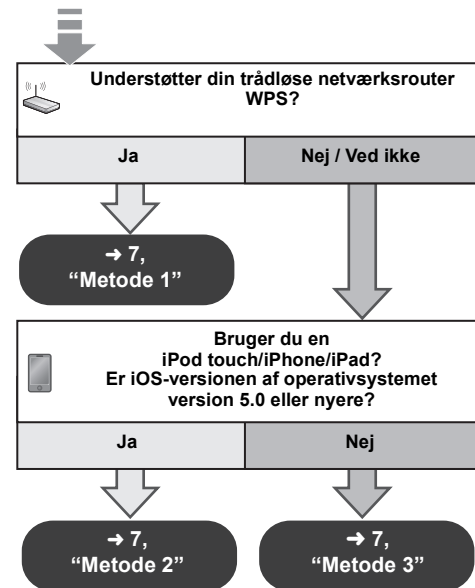 Understøtter din trådløse netværksrouter
WPS?
Ja
Nej / Ved ikke
➜ 7,
“Metode 1”
Bruger du en
iPod touch/iPhone/iPad?
Er iOS-versionen af operativsystemet
version 5.0 eller nyere?
Ja
Nej
➜ 7,
“Metode 2”
➜ 7,
“Metode 3”